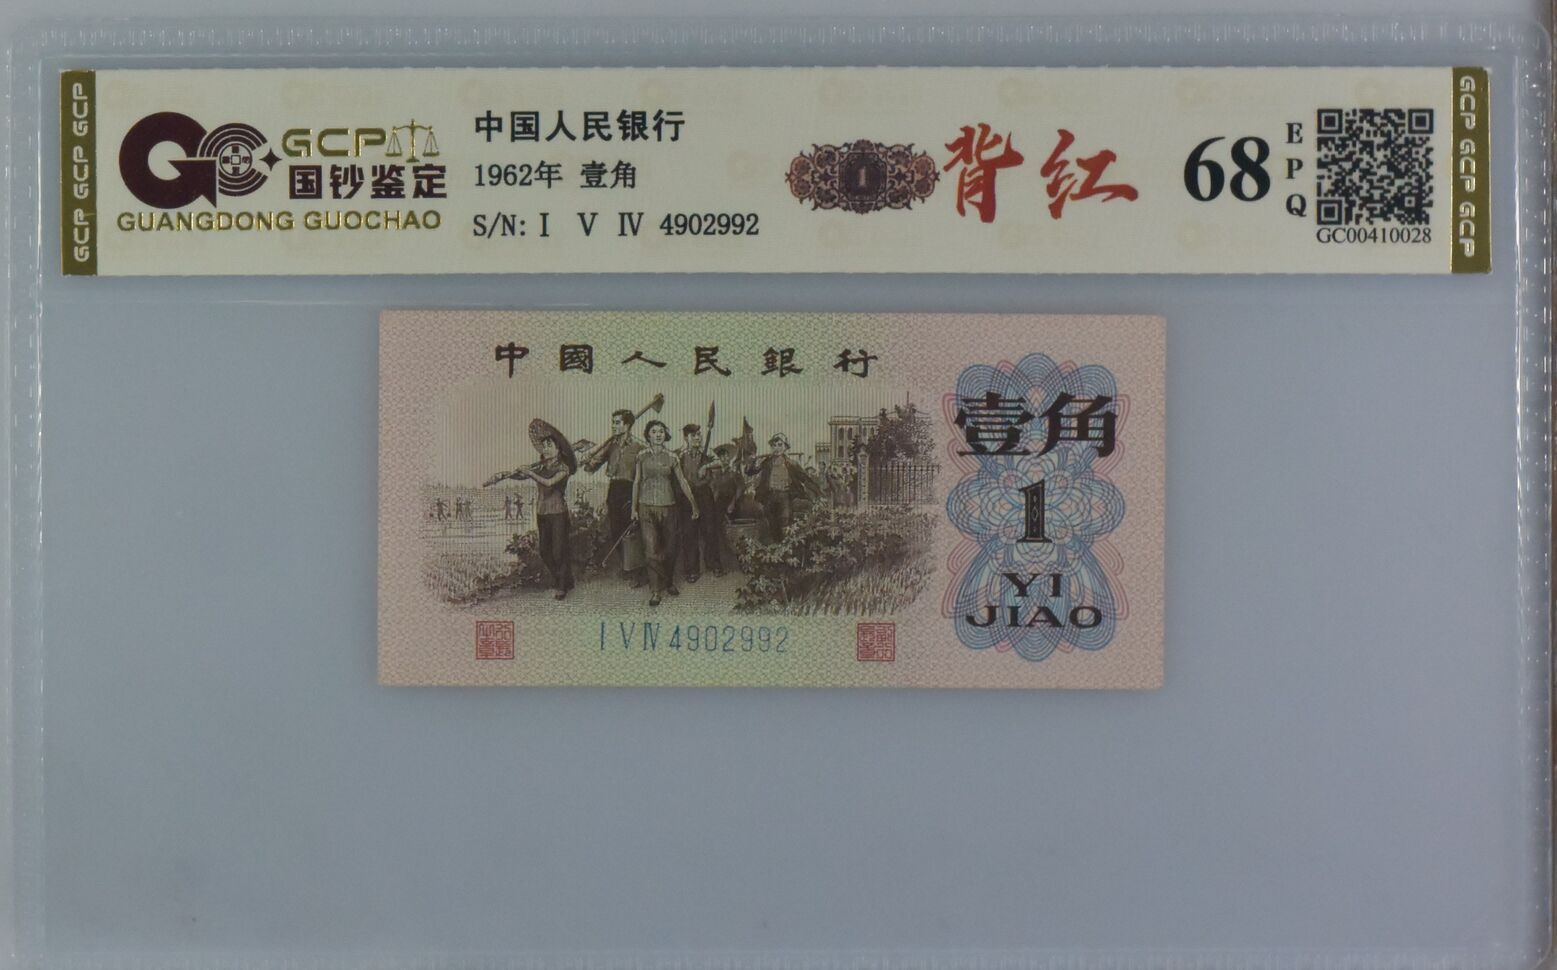 GCP GCP GCP
GCP
国钞鉴定
GUANGDONG GUOCHAO
中国人民银行
1962年 壹角
S/N: I V IV 4902992
1
背红
68
EPQ
GC00410028
GCP GCP GCP
中國人民銀行
壹角
1
YI
JIAO
I V IV 4902992